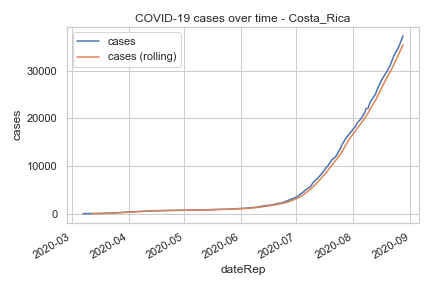 COVID-19 cases over time - Costa_Rica
cases
cases (rolling)
cases
30000
20000
10000
0
2020-03
2020-04
2020-05
2020-06
2020-07
2020-08
2020-09
dateRep